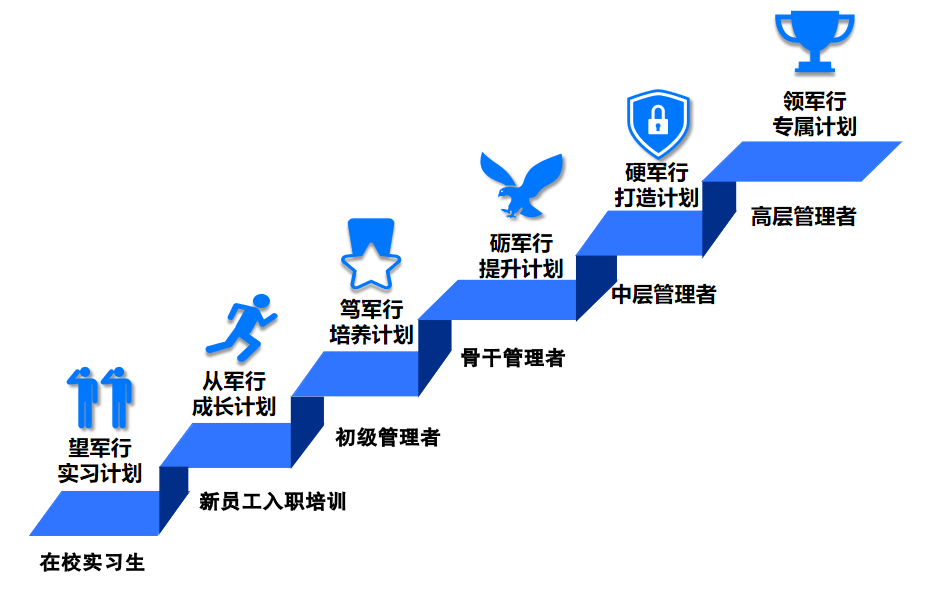 领军行
专属计划
高层管理者
硬军行
打造计划
中层管理者
砺军行
提升计划
骨干管理者
笃军行
培养计划
初级管理者
从军行
成长计划
新员工入职培训
望军行
实习计划
在校实习生